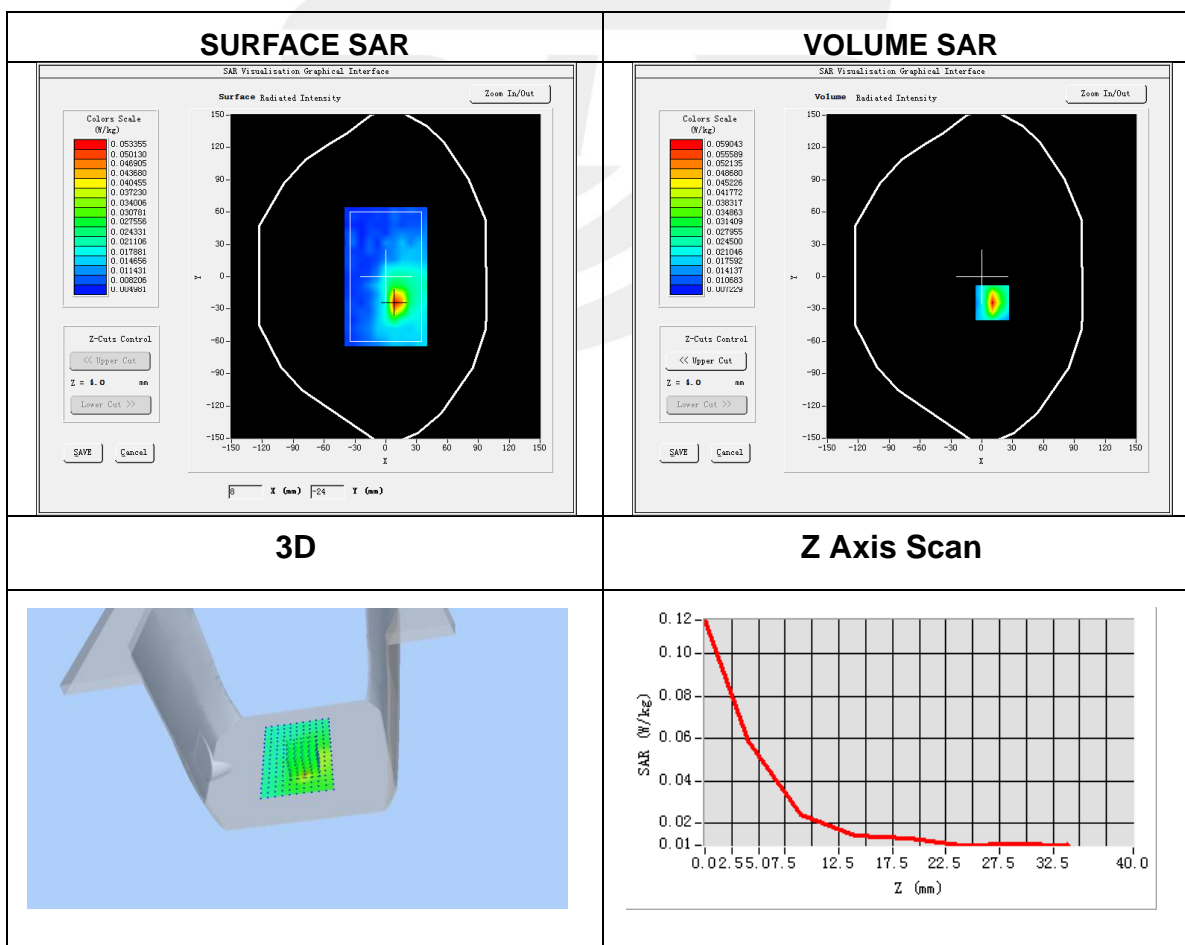 SURFACE SAR
VOLUME SAR
SAR Visualisation Graphical Interface
Surface Radiated Intensity
Zoom In/Out
Colors Scale
(W/kg)
0.053355
0.050130
0.046905
0.043680
0.040455
0.037230
0.034006
0.030781
0.027556
0.024331
0.021106
0.017881
0.014656
0.011431
0.008206
0.004981
150
120
90
60
30
0
-30
-60
-90
-120
-150
Y
-150 -120 -90 -60 -30 0 30 60 90 120 150
X
Z-Cuts Control
<< Upper Cut
Z = 4.0 mm
Lower Cut >>
SAVE Cancel
8 X (mm) -24 Y (mm)
SAR Visualisation Graphical Interface
Volume Radiated Intensity
Zoom In/Out
Colors Scale
(W/kg)
0.059043
0.055589
0.052135
0.048680
0.045226
0.041772
0.038317
0.034863
0.031409
0.027955
0.024500
0.021046
0.017592
0.014137
0.010683
0.007229
150
120
90
60
30
0
-30
-60
-90
-120
-150
Y
-150 -120 -90 -60 -30 0 30 60 90 120 150
X
Z-Cuts Control
<< Upper Cut
Z = 4.0 mm
Lower Cut >>
SAVE Cancel
3D
Z Axis Scan
0.12
0.10
0.08
0.06
0.04
0.02
0.01
SAR (W/kg)
0.0 2.5 5.0 7.5 12.5 17.5 22.5 27.5 32.5 40.0
Z (mm)